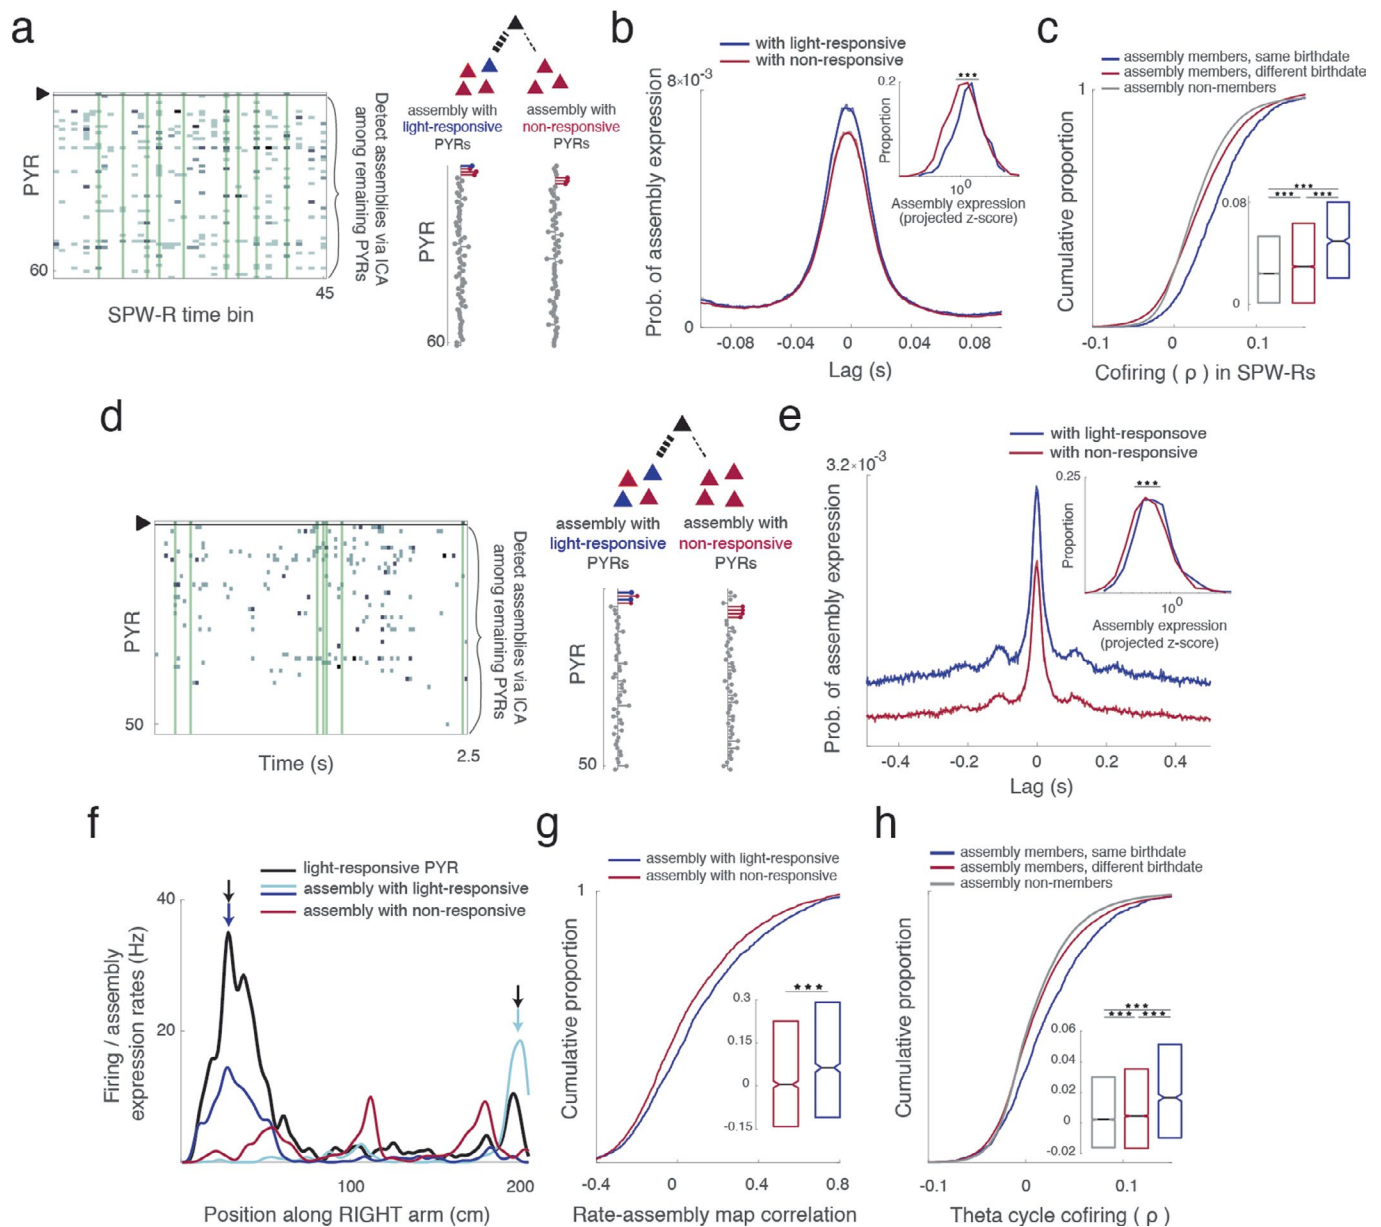 a
PYR
60
45
SPW-R time bin
Detect assemblies via ICA
among remaining PYRs
assembly with
light-responsive
PYRs
assembly with
non-responsive
PYRs
PYR
60
b
with light-responsive
with non-responsive
8×10-3
0
Prob. of assembly expression
-0.08 -0.04 0 0.04 0.08
Lag (s)
0.2
***
Proportion
100
Assembly expression
(projected z-score)
c
assembly members, same birthdate
assembly members, different birthdate
assembly non-members
1
Cumulative proportion
-0.1 0 0.1
Cofiring ( ρ ) in SPW-Rs
0.08
0
***
*** ***
d
PYR
50
Time (s)
2.5
Detect assemblies via ICA
among remaining PYRs
assembly with
light-responsive
PYRs
assembly with
non-responsive
PYRs
PYR
50
e
with light-responsove
with non-responsive
3.2×10-3
Prob. of assembly expression
-0.4 -0.2 0 0.2 0.4
Lag (s)
0.25
***
Proportion
100
Assembly expression
(projected z-score)
f
light-responsive PYR
assembly with light-responsive
assembly with non-responsive
40
20
Firing / assembly
expression rates (Hz)
100 200
Position along RIGHT arm (cm)
g
assembly with light-responsive
assembly with non-responsive
1
Cumulative proportion
-0.4 0 0.4 0.8
Rate-assembly map correlation
***
0.3
0.15
0
-0.15
h
assembly members, same birthdate
assembly members, different birthdate
assembly non-members
1
Cumulative proportion
-0.1 0 0.1
Theta cycle cofiring ( ρ )
***
*** ***
0.06
0.04
0.02
0
-0.02